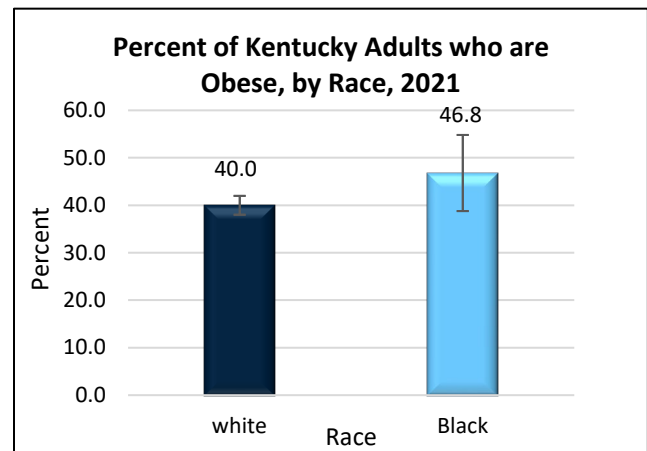 Percent of Kentucky Adults who are
Obese, by Race, 2021
60.0
50.0
40.0
30.0
20.0
10.0
0.0
Percent
40.0
46.8
white
Black
Race